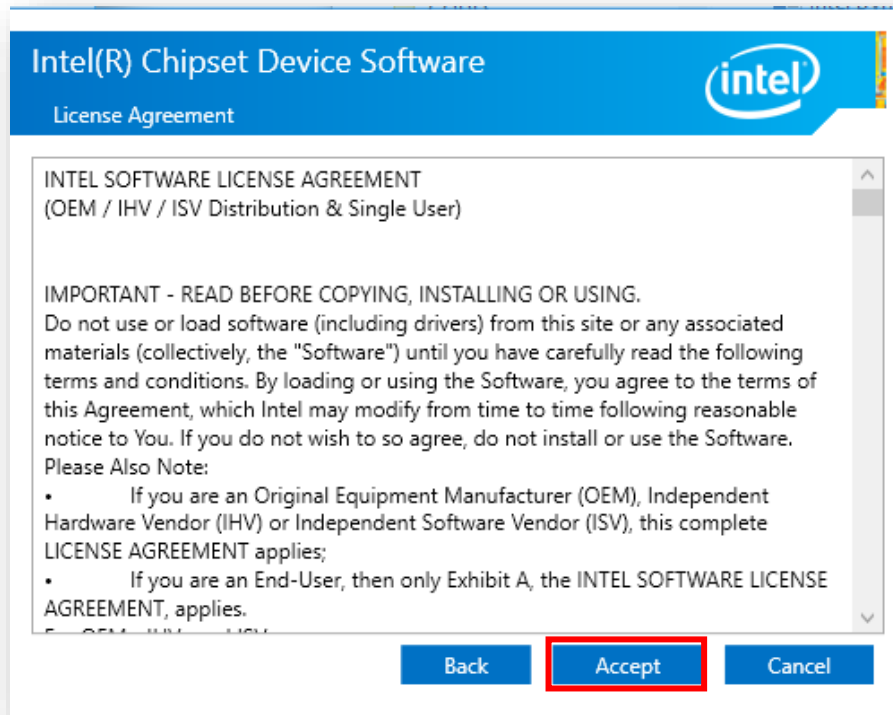 Intel(R) Chipset Device Software
intel
License Agreement
INTEL SOFTWARE LICENSE AGREEMENT
(OEM / IHV / ISV Distribution & Single User)
IMPORTANT - READ BEFORE COPYING, INSTALLING OR USING.
Do not use or load software (including drivers) from this site or any associated
materials (collectively, the "Software") until you have carefully read the following
terms and conditions. By loading or using the Software, you agree to the terms of
this Agreement, which Intel may modify from time to time following reasonable
notice to You. If you do not wish to so agree, do not install or use the Software.
Please Also Note:
• If you are an Original Equipment Manufacturer (OEM), Independent
Hardware Vendor (IHV) or Independent Software Vendor (ISV), this complete
LICENSE AGREEMENT applies;
• If you are an End-User, then only Exhibit A, the INTEL SOFTWARE LICENSE
AGREEMENT, applies.
Back Accept Cancel